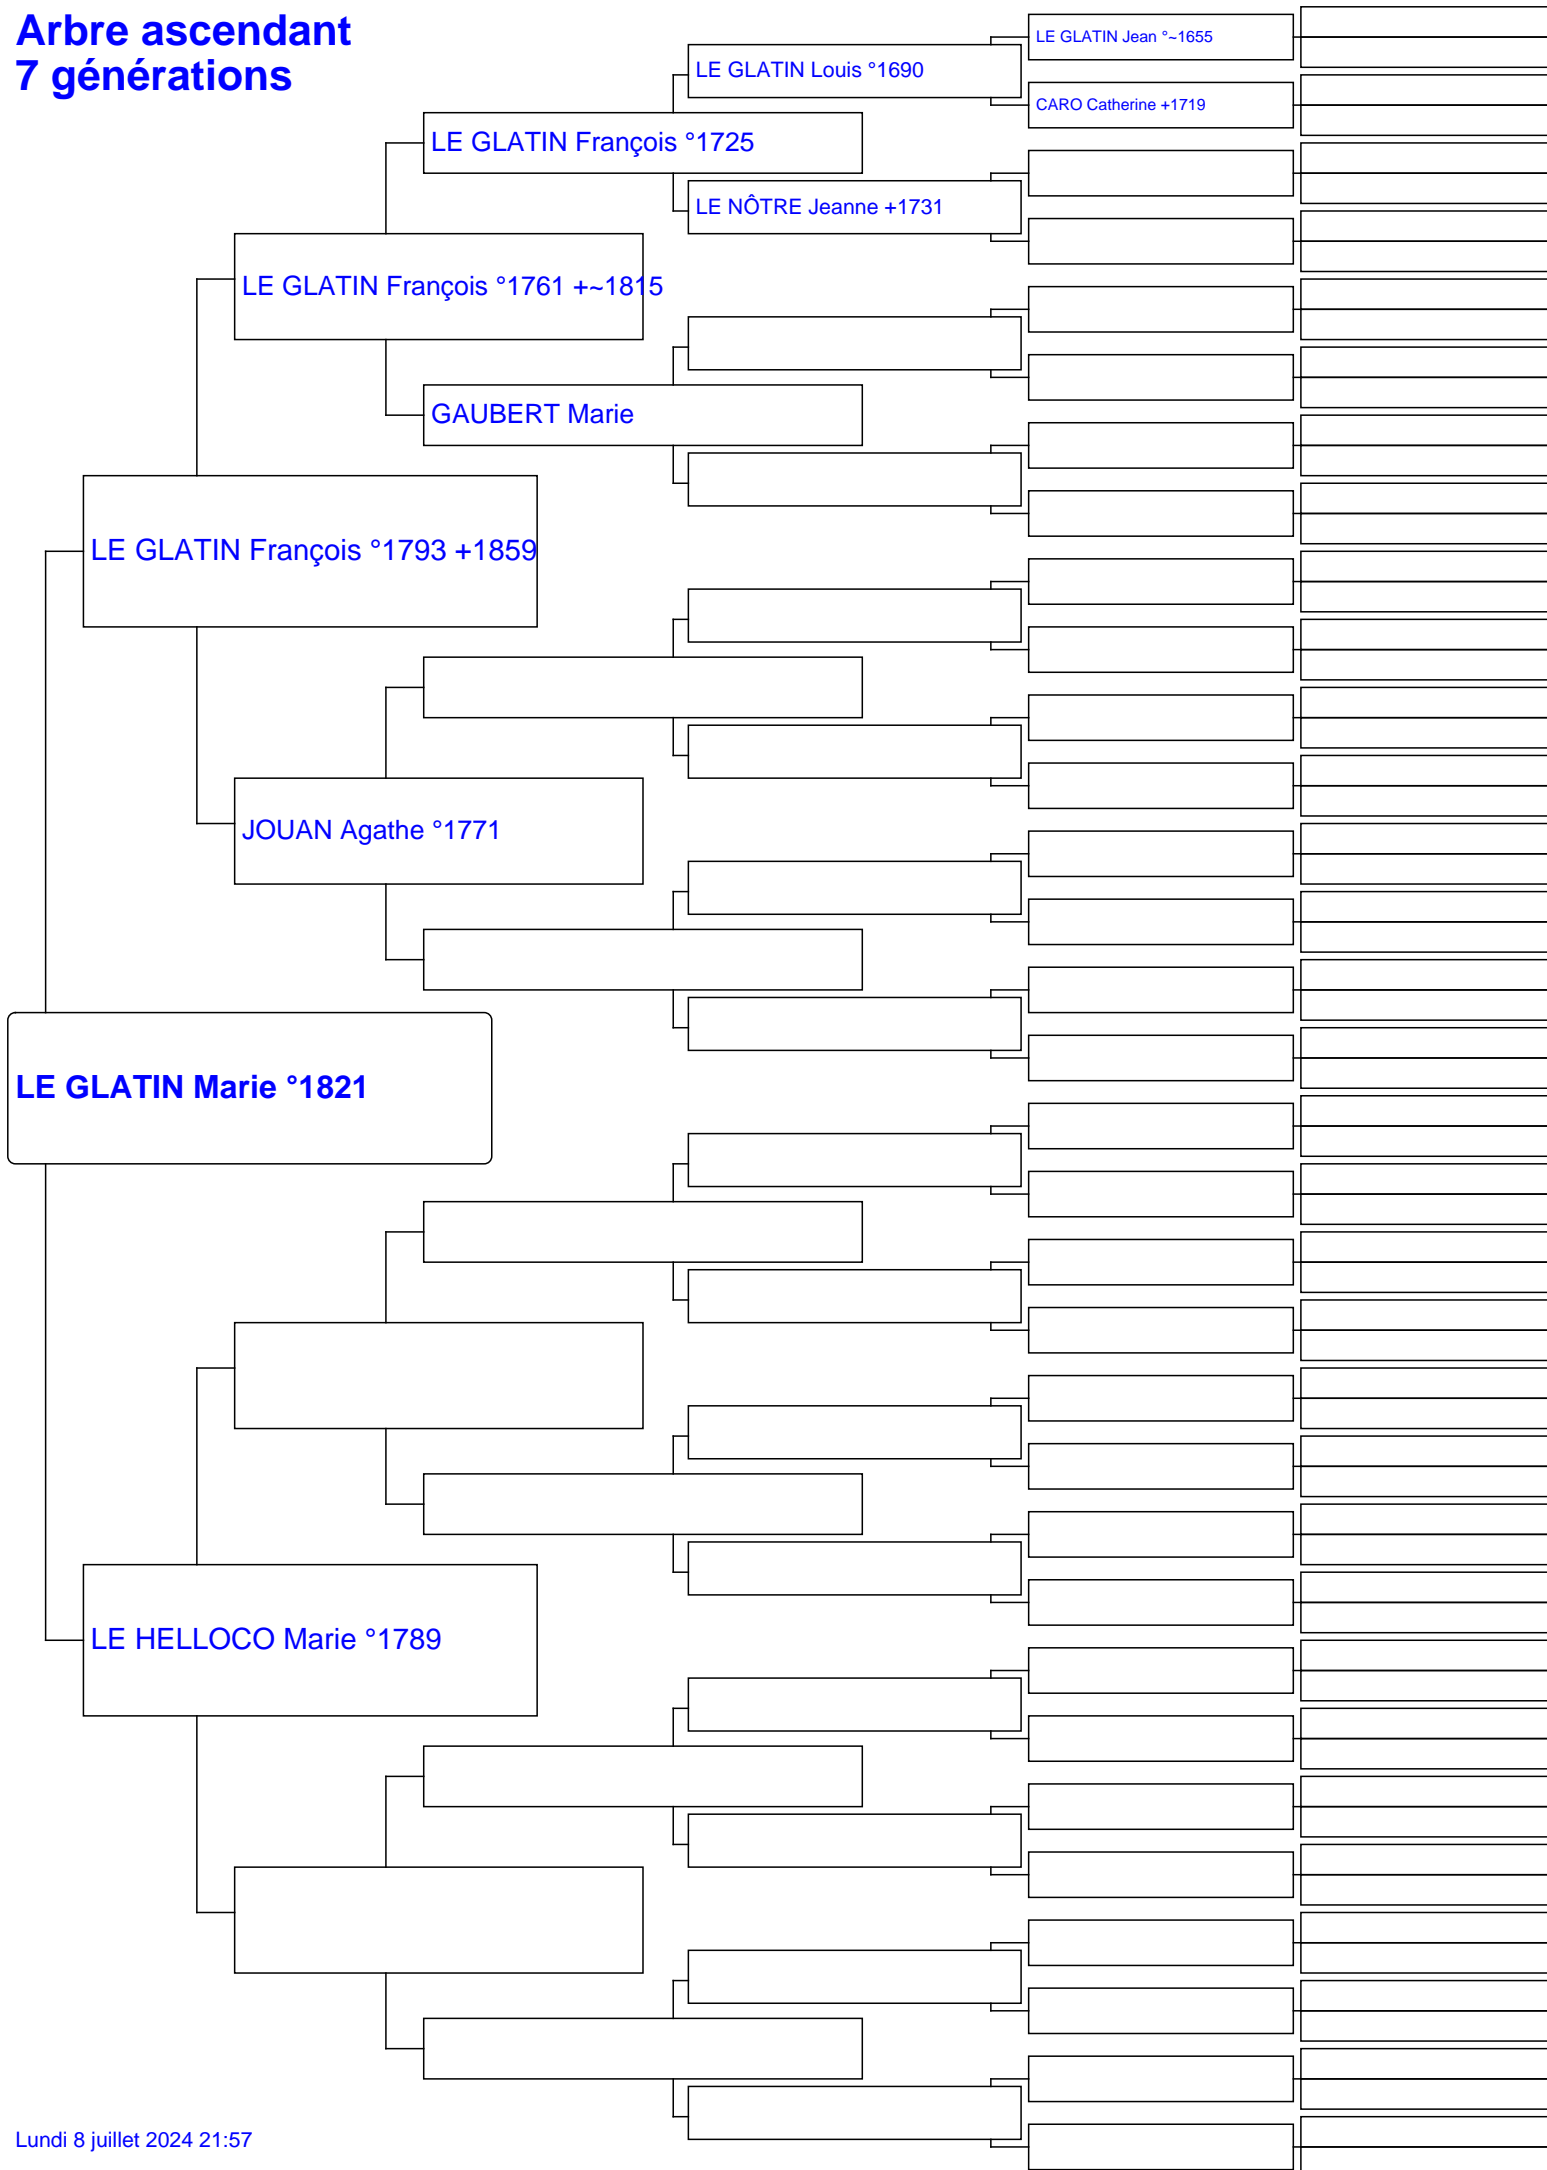 Arbre ascendant
7 générations
LE GLATIN Jean °~1655
LE GLATIN Louis °1690
CARO Catherine +1719
LE GLATIN François °1725
LE NÔTRE Jeanne +1731
LE GLATIN François °1761 +~1815
GAUBERT Marie
LE GLATIN François °1793 +1859
JOUAN Agathe °1771
LE GLATIN Marie °1821
LE HELLOCO Marie °1789
Lundi 8 juillet 2024 21:57